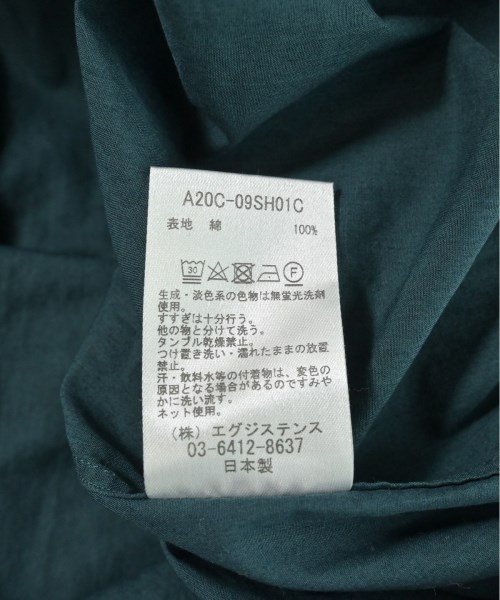 A20C-09SH01C
表地 綿 100%
30 F
生成・淡色系の色物は無蛍光洗剤
使用。
すすぎは十分行う。
他の物と分けて洗う。
タンブル乾燥禁止。
つけ置き洗い・濡れたままの放置
禁止。
汗・飲料水等の付着物は、変色の
原因となる場合があるのですみや
かに洗い流す。
ネット使用。
(株) エグジステンス
03-6412-8637
日本製